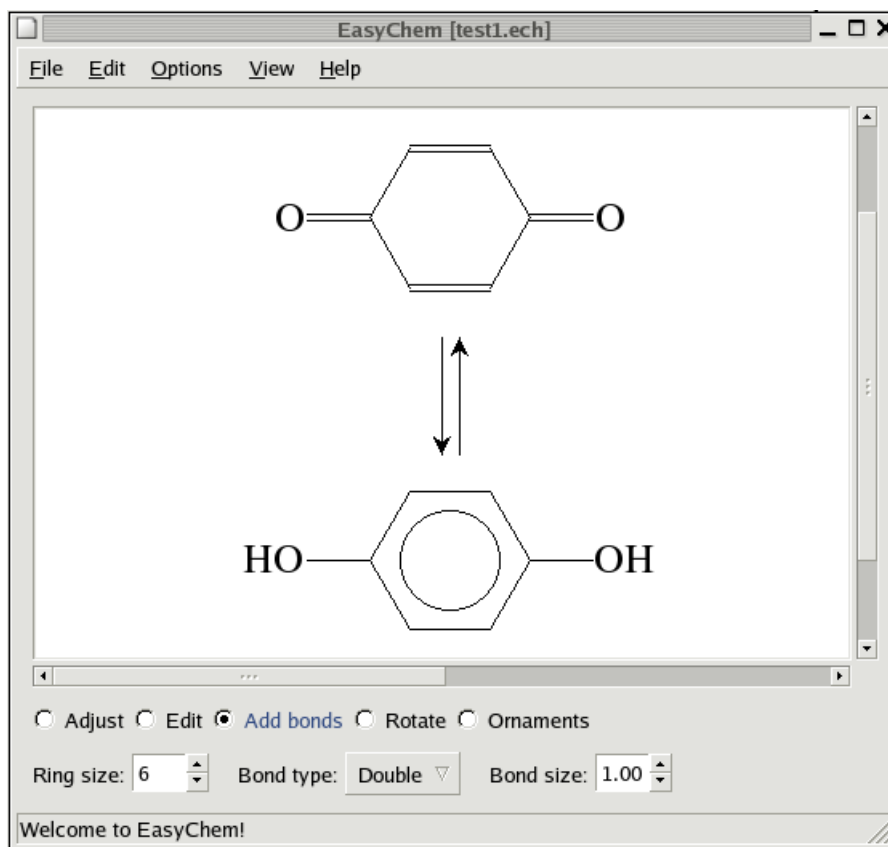 EasyChem [test1.ech]
File Edit Options View Help
O O
HO OH
Adjust Edit Add bonds Rotate Ornaments
Ring size: 6 Bond type: Double Bond size: 1.00
Welcome to EasyChem!